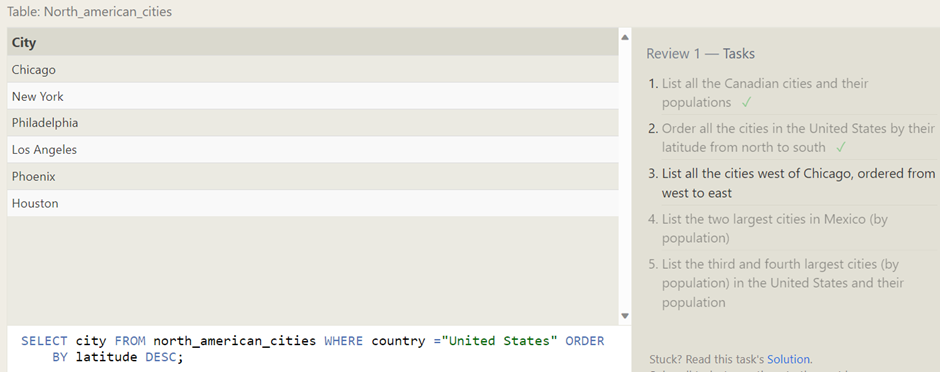 Table: North_american_cities
City
Chicago
New York
Philadelphia
Los Angeles
Phoenix
Houston
SELECT city FROM north_american_cities WHERE country ="United States" ORDER
BY latitude DESC;
Review 1 — Tasks
1. List all the Canadian cities and their
populations ✓
2. Order all the cities in the United States by their
latitude from north to south ✓
3. List all the cities west of Chicago, ordered from
west to east
4. List the two largest cities in Mexico (by
population)
5. List the third and fourth largest cities (by
population) in the United States and their
population
Stuck? Read this task's Solution.